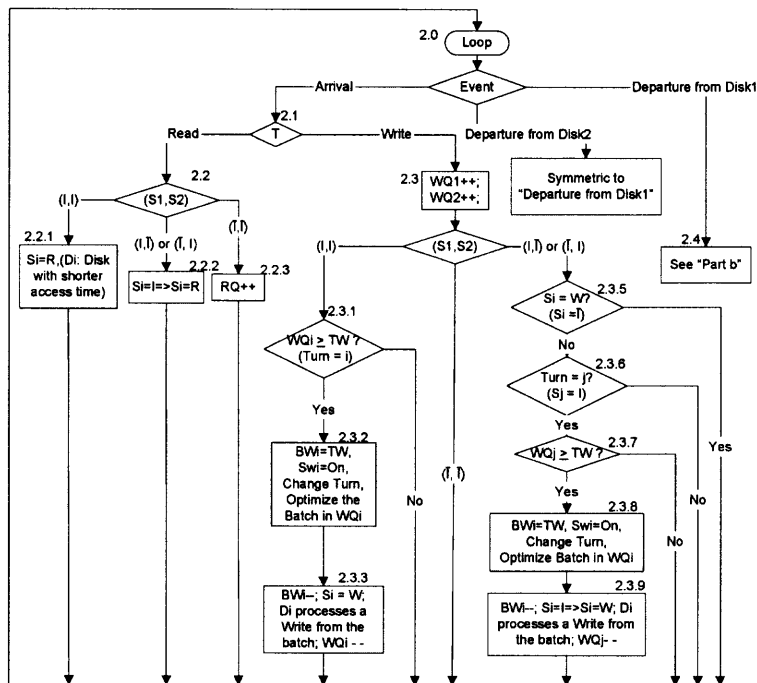 2.0
Loop
Event
Arrival
Departure from Disk1
2.1
T
Read
Write
Departure from Disk2
2.2
(S1,S2)
2.3
WQ1++;
WQ2++;
Symmetric to
"Departure from Disk1"
(I,I)
(I,Ī) or (Ī, I)
(Ī,Ī)
2.2.1
Si=R,(Di: Disk
with shorter
access time)
2.2.2
Si=I=>Si=R
2.2.3
RQ++
(I,I)
(S1,S2)
(I,Ī) or (Ī, I)
2.4
See "Part b"
2.3.1
WQi ≥ TW ?
(Turn = i)
2.3.5
Si = W?
(Si =Ī)
No
2.3.6
Turn = j?
(Sj = I)
Yes
Yes
2.3.2
BWi=TW,
Swi=On,
Change Turn,
Optimize the
Batch in WQi
No
(Ī, Ī)
2.3.7
WQj ≥ TW ?
Yes
Yes
No
No
2.3.8
BWi=TW, Swi=On,
Change Turn,
Optimize Batch in WQi
2.3.3
BWi--; Si = W;
Di processes a
Write from the
batch; WQi - -
2.3.9
BWi--; Si=I=>Si=W; Di
processes a Write from
the batch; WQj- -